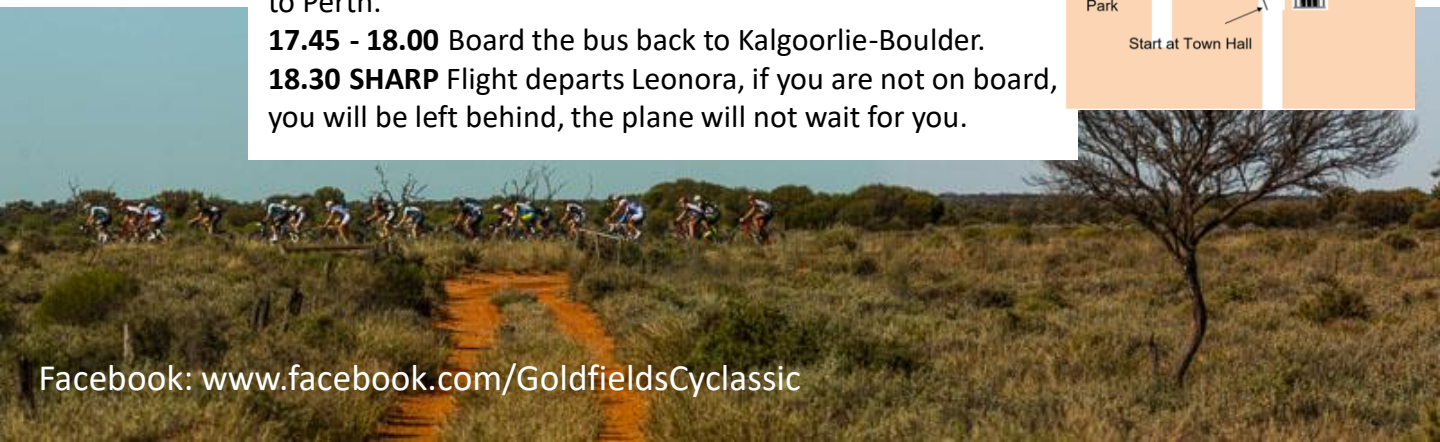 to Perth.
17.45 - 18.00 Board the bus back to Kalgoorlie-Boulder.
18.30 SHARP Flight departs Leonora, if you are not on board,
you will be left behind, the plane will not wait for you.
Park
Start at Town Hall
Facebook: www.facebook.com/GoldfieldsCyclassic